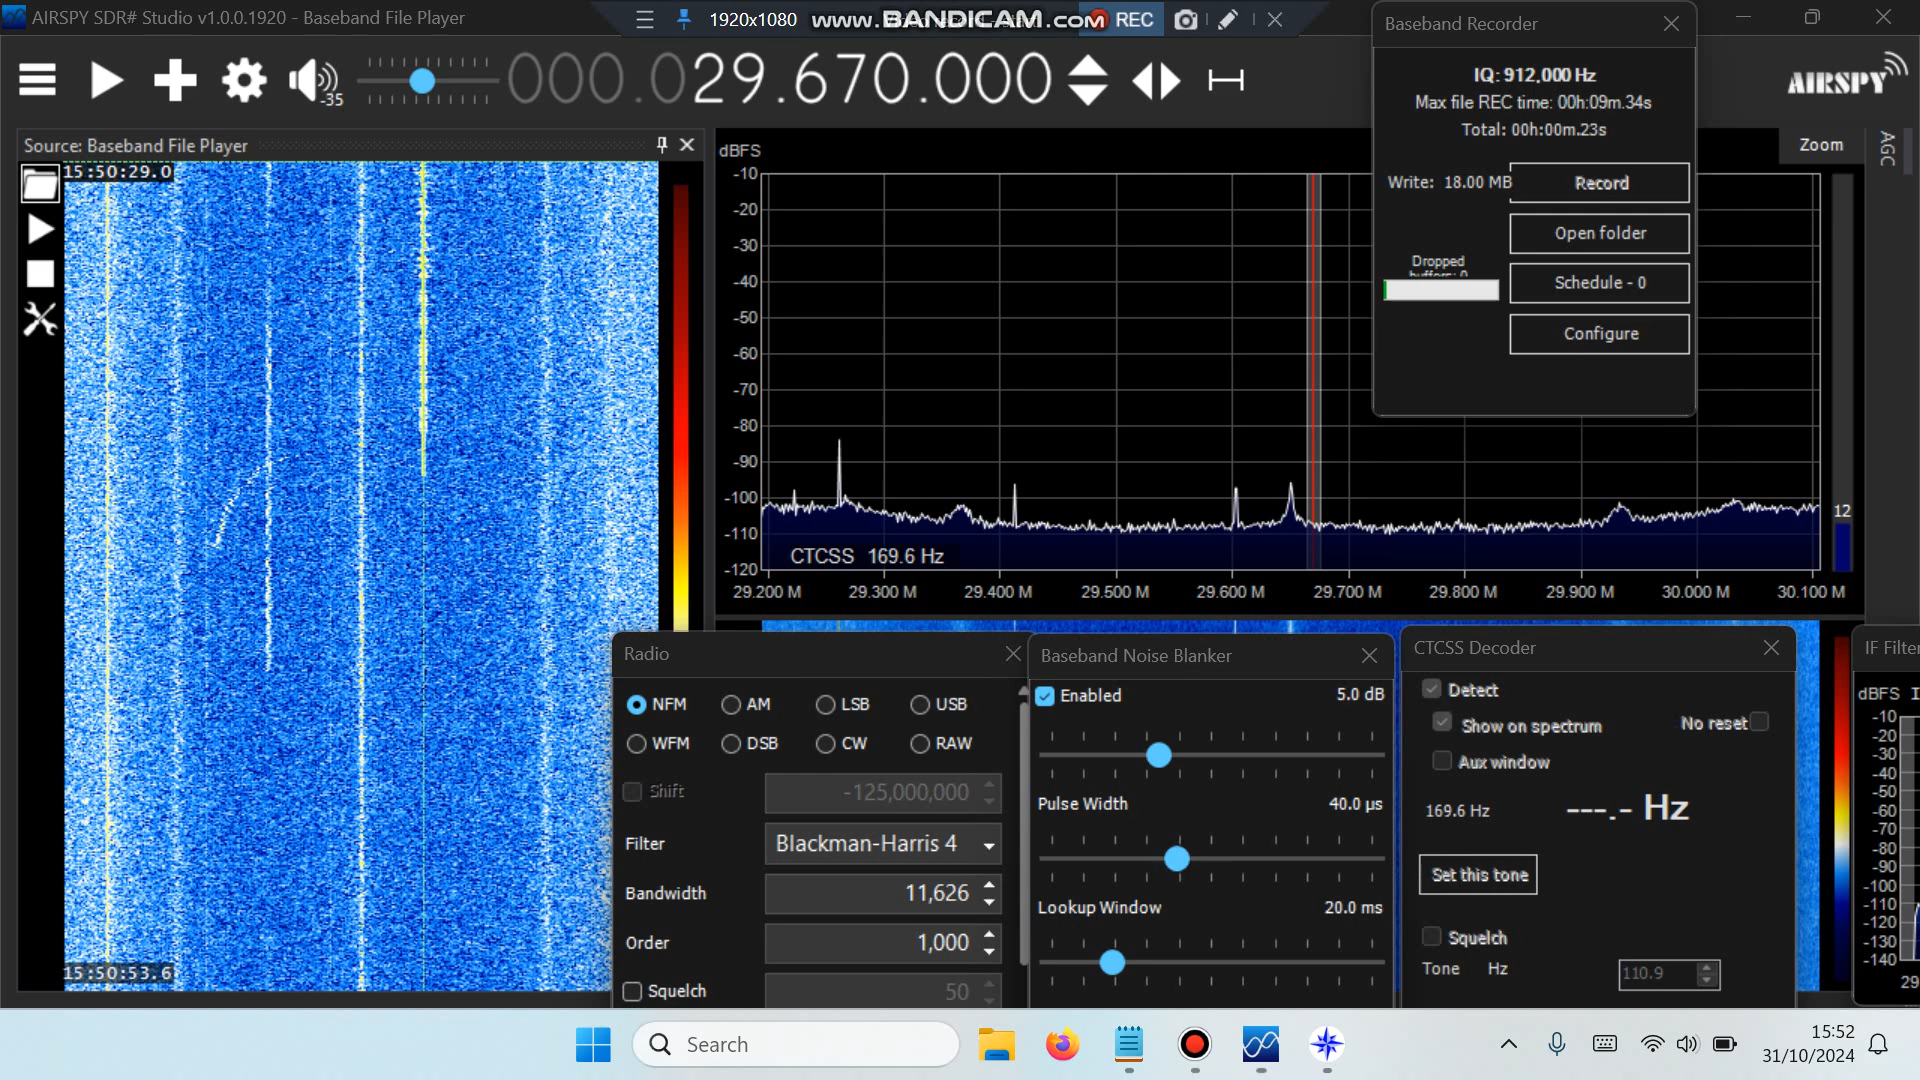 AIRSPY SDR# Studio v1.0.0.1920 - Baseband File Player
1920x1080
www.BANDICAM.com
REC
-35
000.029.670.000
AIRSPY
Source: Baseband File Player
15:50:29.0
15:50:53.6
dBFS
-10
-20
-30
-40
-50
-60
-70
-80
-90
-100
-110
-120
CTCSS 169.6 Hz
29.200 M
29.300 M
29.400 M
29.500 M
29.600 M
29.700 M
29.800 M
29.900 M
30.000 M
30.100 M
Zoom
AGC
12
Baseband Recorder
IQ: 912,000 Hz
Max file REC time: 00h:09m.34s
Total: 00h:00m.23s
Write: 18.00 MB
Record
Open folder
Dropped
buffers: 0
Schedule - 0
Configure
Radio
NFM
AM
LSB
USB
WFM
DSB
CW
RAW
Shift
-125,000,000
Filter
Blackman-Harris 4
Bandwidth
11,626
Order
1,000
Squelch
50
Baseband Noise Blanker
Enabled
5.0 dB
Pulse Width
40.0 µs
Lookup Window
20.0 ms
CTCSS Decoder
Detect
Show on spectrum
No reset
Aux window
169.6 Hz
---.- Hz
Set this tone
Squelch
Tone Hz
110.9
IF Filter
dBFS I
-10
-20
-30
-40
-50
-60
-70
-80
-90
-100
-110
-120
-130
-140
29
Search
15:52
31/10/2024